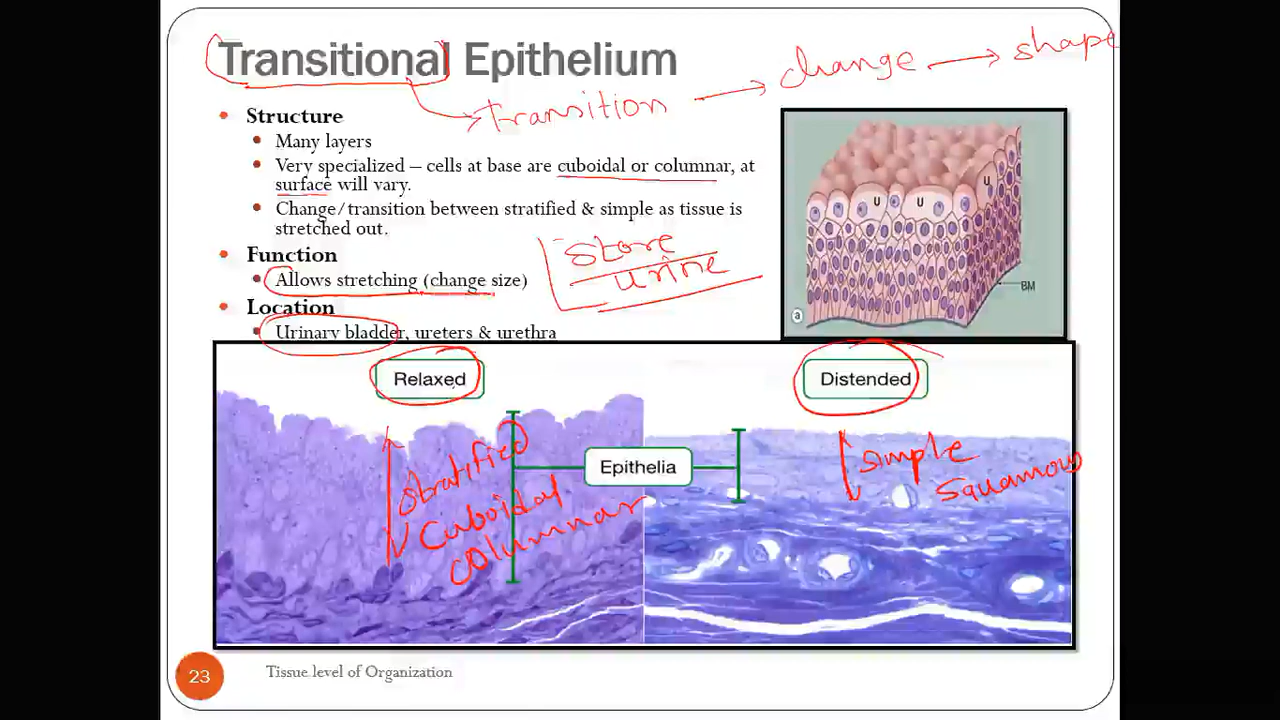 Transitional Epithelium
transition → change → shape
Structure
Many layers
Very specialized – cells at base are cuboidal or columnar, at
surface will vary.
Change/transition between stratified & simple as tissue is
stretched out.
Function
Allows stretching (change size)
Location
Urinary bladder, ureters & urethra
store
urine
U
U
U
BM
a
Relaxed
Distended
Epithelia
stratified
cuboidal
columnar
simple
squamous
23
Tissue level of Organization